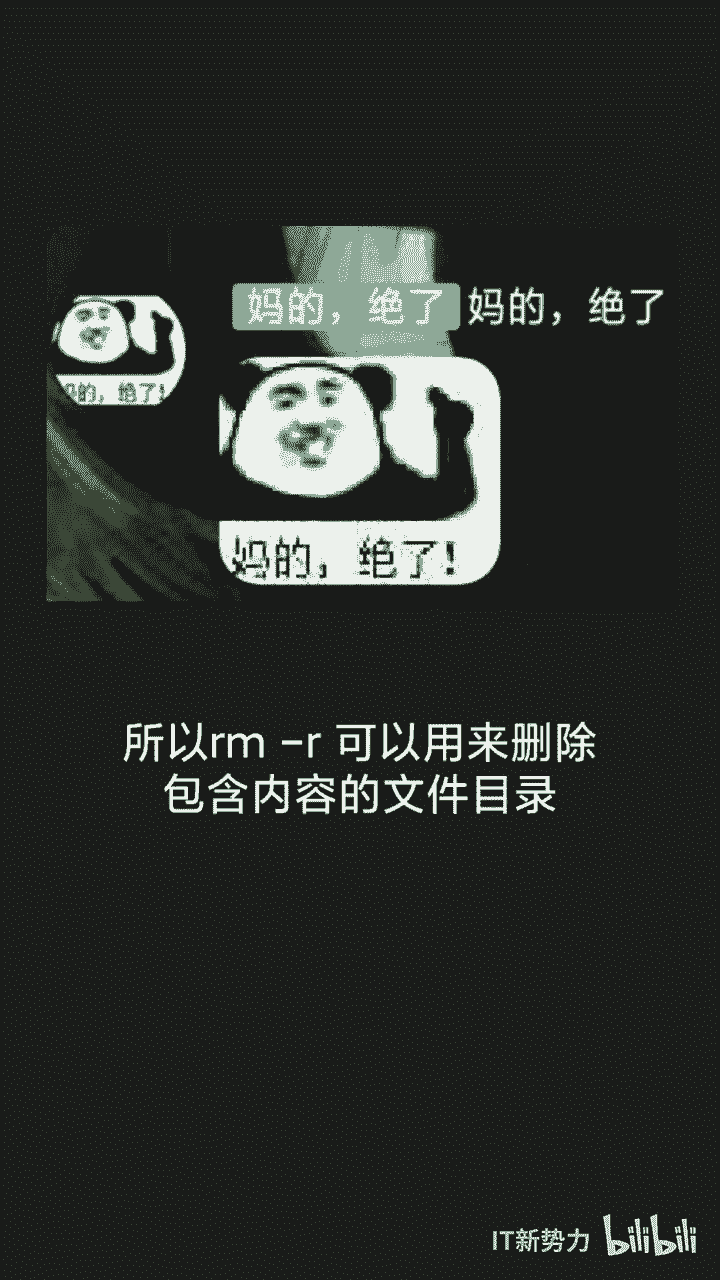 妈的，绝了 妈的，绝了
妈的，绝了!
妈的，绝了!
所以rm -r 可以用来删除
包含内容的文件目录
IT新势力 bilibili